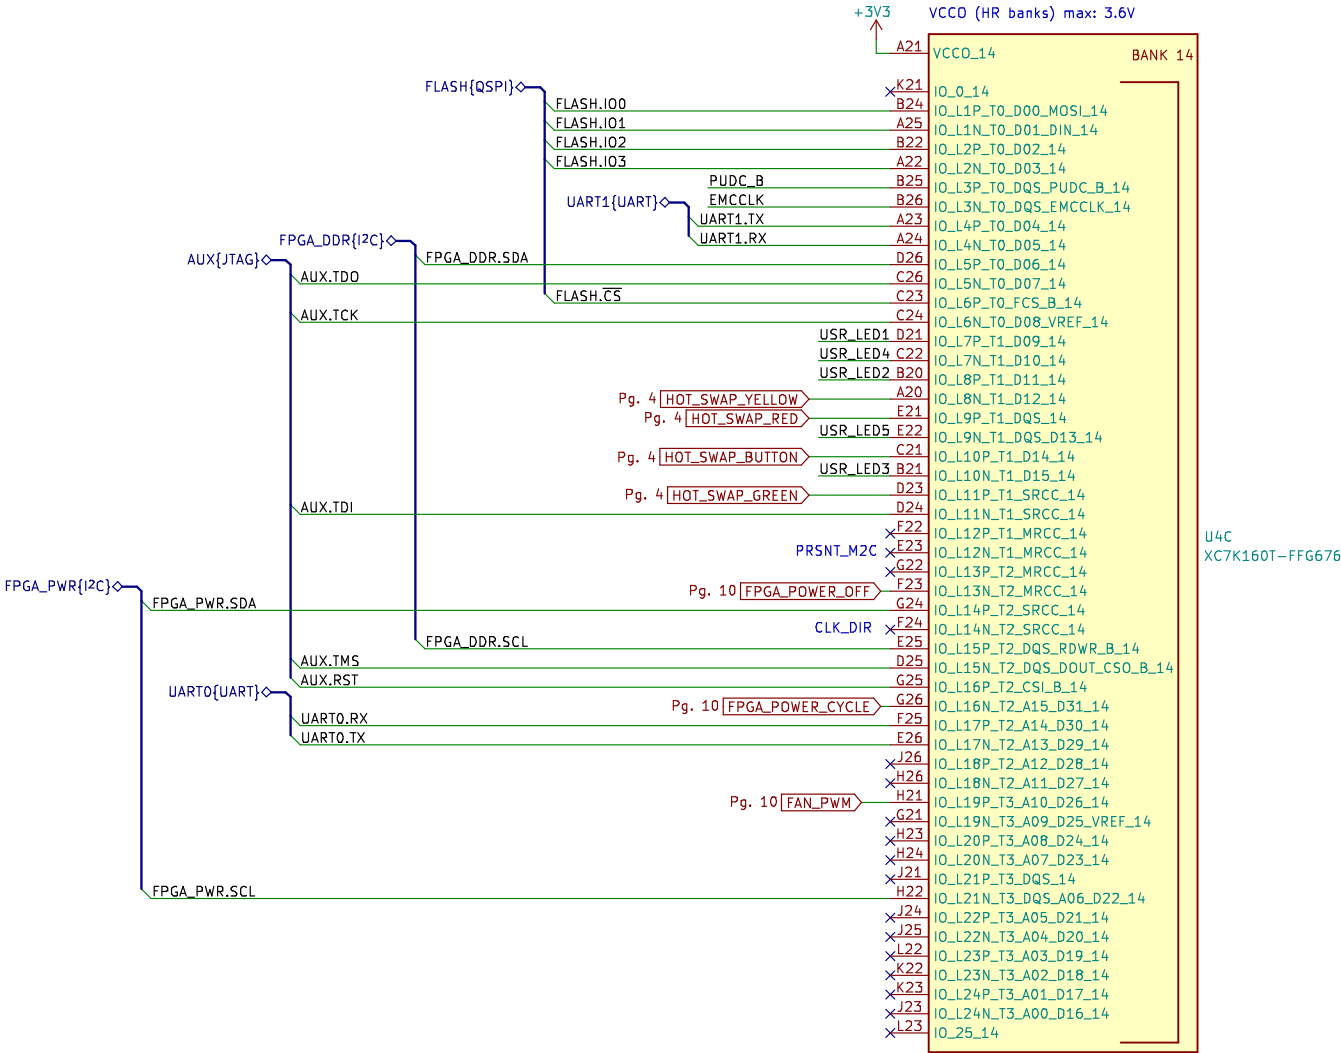 +3V3 VCCO (HR banks) max: 3.6V
A21 VCCO_14 BANK 14
FLASH{QSPI} K21 IO_0_14
FLASH.IO0 B24 IO_L1P_T0_D00_MOSI_14
FLASH.IO1 A25 IO_L1N_T0_D01_DIN_14
FLASH.IO2 B22 IO_L2P_T0_D02_14
FLASH.IO3 A22 IO_L2N_T0_D03_14
PUDC_B B25 IO_L3P_T0_DQS_PUDC_B_14
UART1{UART} EMCCLK B26 IO_L3N_T0_DQS_EMCCLK_14
UART1.TX A23 IO_L4P_T0_D04_14
FPGA_DDR{I²C} UART1.RX A24 IO_L4N_T0_D05_14
AUX{JTAG} FPGA_DDR.SDA D26 IO_L5P_T0_D06_14
AUX.TDO C26 IO_L5N_T0_D07_14
FLASH.CS C23 IO_L6P_T0_FCS_B_14
AUX.TCK C24 IO_L6N_T0_D08_VREF_14
USR_LED1 D21 IO_L7P_T1_D09_14
USR_LED4 C22 IO_L7N_T1_D10_14
USR_LED2 B20 IO_L8P_T1_D11_14
Pg. 4 HOT_SWAP_YELLOW A20 IO_L8N_T1_D12_14
Pg. 4 HOT_SWAP_RED E21 IO_L9P_T1_DQS_14
USR_LED5 E22 IO_L9N_T1_DQS_D13_14
Pg. 4 HOT_SWAP_BUTTON C21 IO_L10P_T1_D14_14
USR_LED3 B21 IO_L10N_T1_D15_14
Pg. 4 HOT_SWAP_GREEN D23 IO_L11P_T1_SRCC_14
AUX.TDI D24 IO_L11N_T1_SRCC_14
F22 IO_L12P_T1_MRCC_14 U4C
PRSNT_M2C E23 IO_L12N_T1_MRCC_14 XC7K160T-FFG676
G22 IO_L13P_T2_MRCC_14
FPGA_PWR{I²C} Pg. 10 FPGA_POWER_OFF F23 IO_L13N_T2_MRCC_14
FPGA_PWR.SDA G24 IO_L14P_T2_SRCC_14
CLK_DIR F24 IO_L14N_T2_SRCC_14
FPGA_DDR.SCL E25 IO_L15P_T2_DQS_RDWR_B_14
AUX.TMS D25 IO_L15N_T2_DQS_DOUT_CSO_B_14
AUX.RST G25 IO_L16P_T2_CSI_B_14
UART0{UART} Pg. 10 FPGA_POWER_CYCLE G26 IO_L16N_T2_A15_D31_14
UART0.RX F25 IO_L17P_T2_A14_D30_14
UART0.TX E26 IO_L17N_T2_A13_D29_14
J26 IO_L18P_T2_A12_D28_14
H26 IO_L18N_T2_A11_D27_14
Pg. 10 FAN_PWM H21 IO_L19P_T3_A10_D26_14
G21 IO_L19N_T3_A09_D25_VREF_14
H23 IO_L20P_T3_A08_D24_14
H24 IO_L20N_T3_A07_D23_14
J21 IO_L21P_T3_DQS_14
FPGA_PWR.SCL H22 IO_L21N_T3_DQS_A06_D22_14
J24 IO_L22P_T3_A05_D21_14
J25 IO_L22N_T3_A04_D20_14
L22 IO_L23P_T3_A03_D19_14
K22 IO_L23N_T3_A02_D18_14
K23 IO_L24P_T3_A01_D17_14
J23 IO_L24N_T3_A00_D16_14
L23 IO_25_14